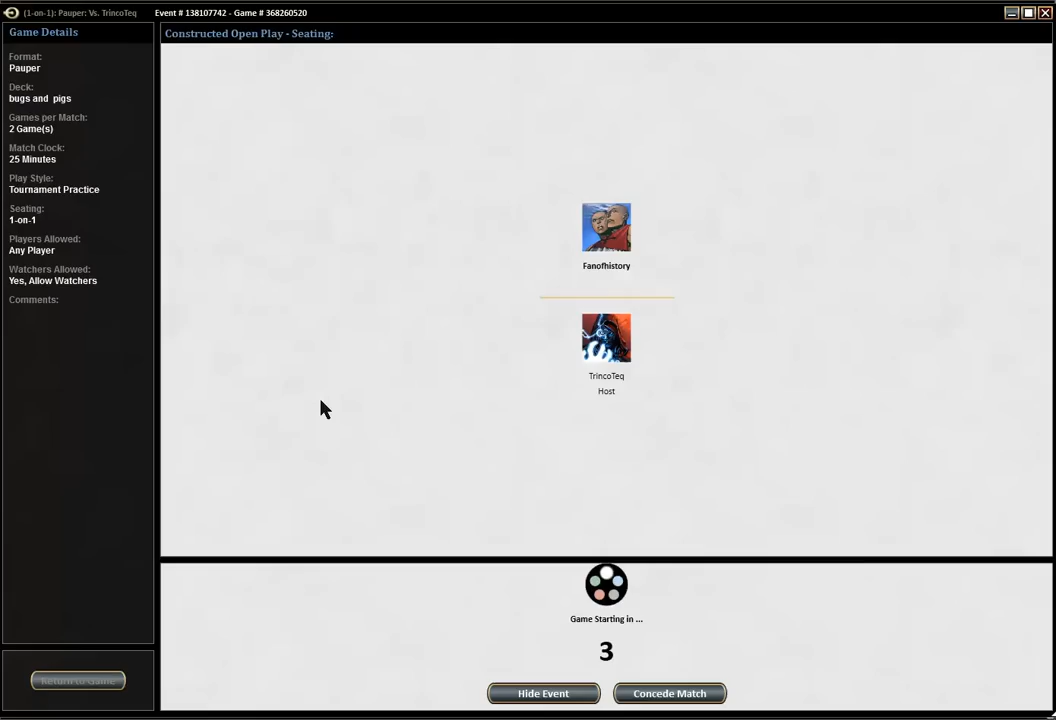 (1-on-1): Pauper: Vs. TrincoTeq Event # 138107742 - Game # 368260520
Game Details
Format:
Pauper
Deck:
bugs and pigs
Games per Match:
2 Game(s)
Match Clock:
25 Minutes
Play Style:
Tournament Practice
Seating:
1-on-1
Players Allowed:
Any Player
Watchers Allowed:
Yes, Allow Watchers
Comments:
Return to Game
Constructed Open Play - Seating:
Fanofhistory
TrincoTeq
Host
Game Starting in ...
3
Hide Event Concede Match